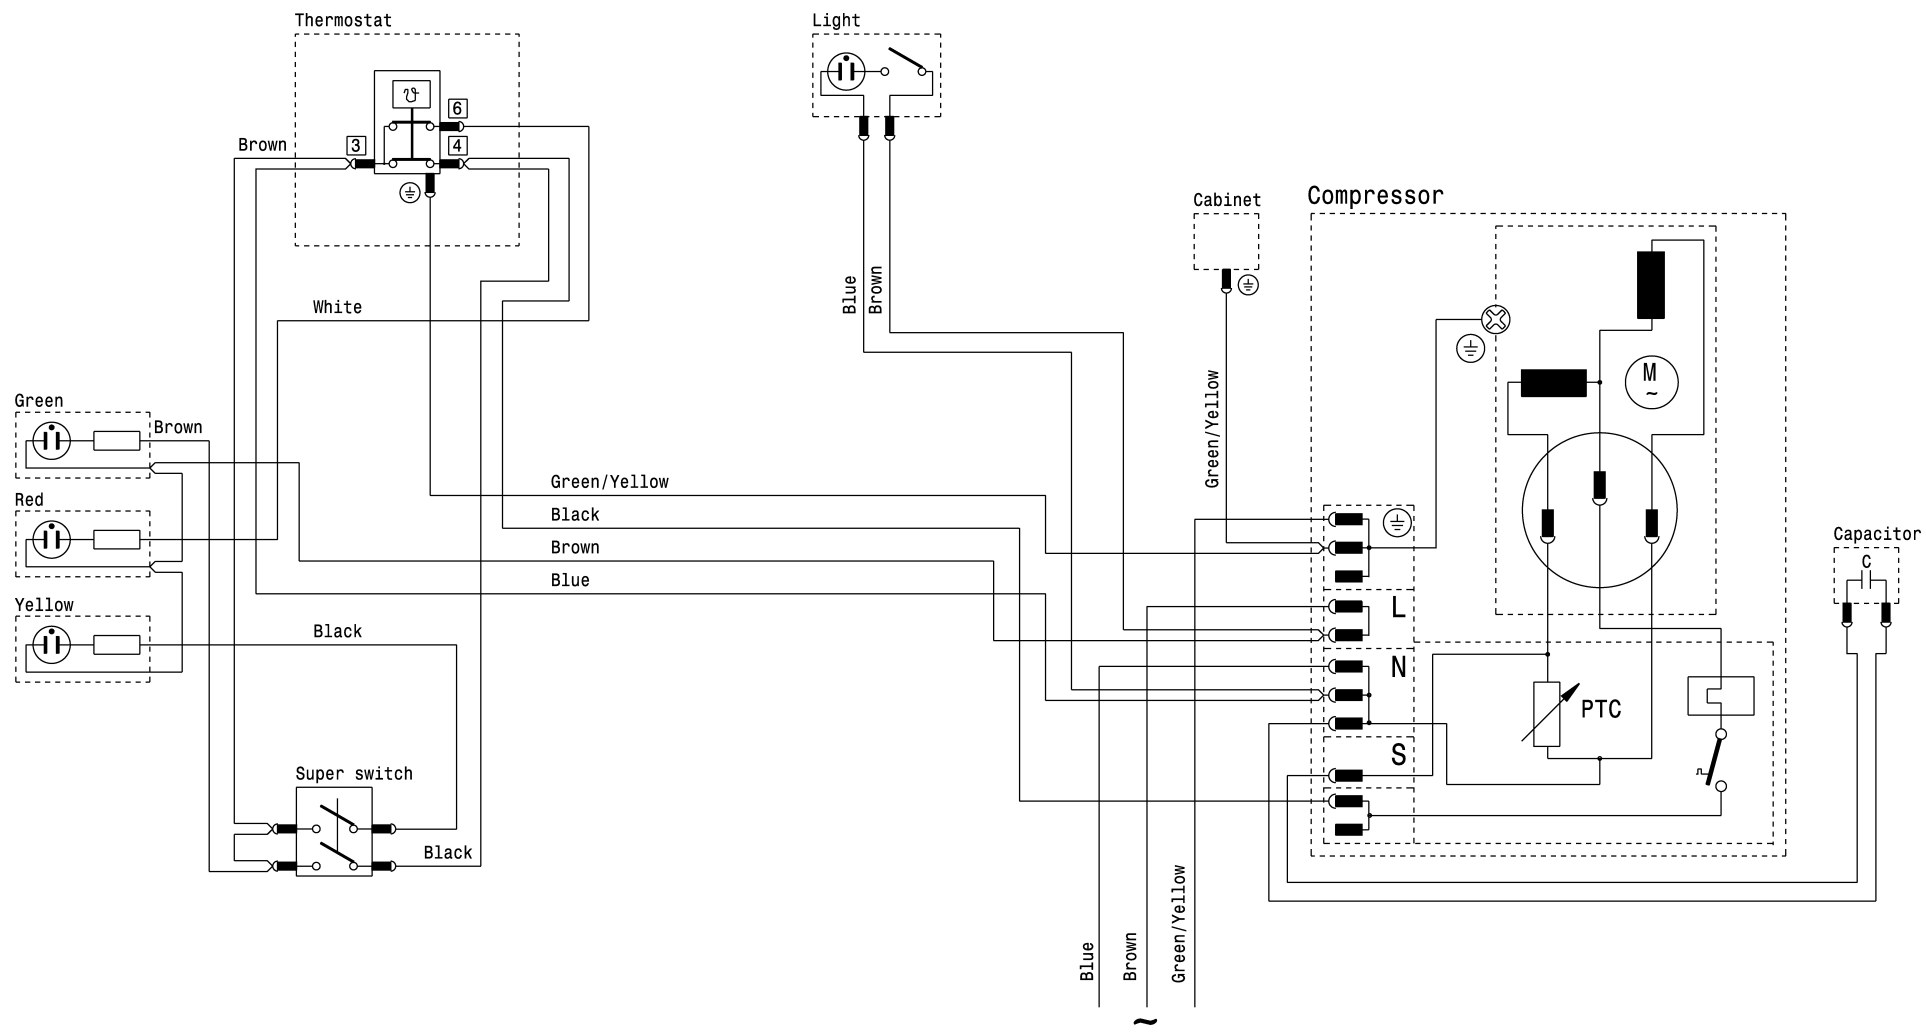 Thermostat
Light
ϑ
6
3
4
Brown
Cabinet
Compressor
Blue
Brown
White
M
~
Green
Brown
Green/Yellow
Green/Yellow
Red
Black
Brown
Capacitor
C
Blue
Yellow
L
Black
N
PTC
S
Super switch
Black
Blue
Brown
Green/Yellow
~